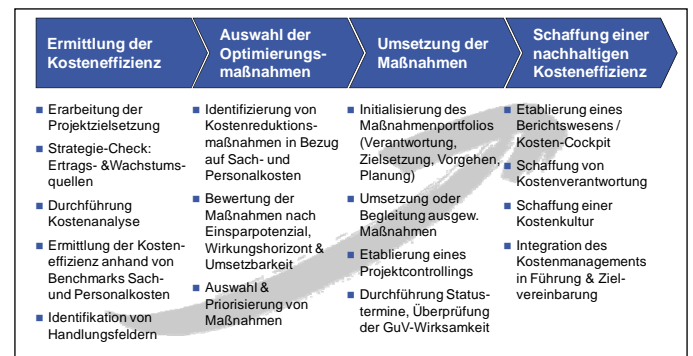 Ermittlung der
Kosteneffizienz
Auswahl der
Optimierungs-
maßnahmen
Umsetzung der
Maßnahmen
Schaffung einer
nachhaltigen
Kosteneffizienz
■ Erarbeitung der
Projektzielsetzung
■ Strategie-Check:
Ertrags- &Wachstums-
quellen
■ Durchführung
Kostenanalyse
■ Ermittlung der Kosten-
effizienz anhand von
Benchmarks Sach-
und Personalkosten
■ Identifikation von
Handlungsfeldern
■ Identifizierung von
Kostenreduktions-
maßnahmen in Bezug
auf Sach- und
Personalkosten
■ Bewertung der
Maßnahmen nach
Einsparpotenzial,
Wirkungshorizont &
Umsetzbarkeit
■ Auswahl &
Priorisierung von
Maßnahmen
■ Initialisierung des
Maßnahmenportfolios
(Verantwortung,
Zielsetzung, Vorgehen,
Planung)
■ Umsetzung oder
Begleitung ausgew.
Maßnahmen
■ Etablierung eines
Projektcontrollings
■ Durchführung Status-
termine, Überprüfung
der GuV-Wirksamkeit
■ Etablierung eines
Berichtswesens /
Kosten-Cockpit
■ Schaffung von
Kostenverantwortung
■ Schaffung einer
Kostenkultur
■ Integration des
Kostenmanagements
in Führung & Ziel-
vereinbarung